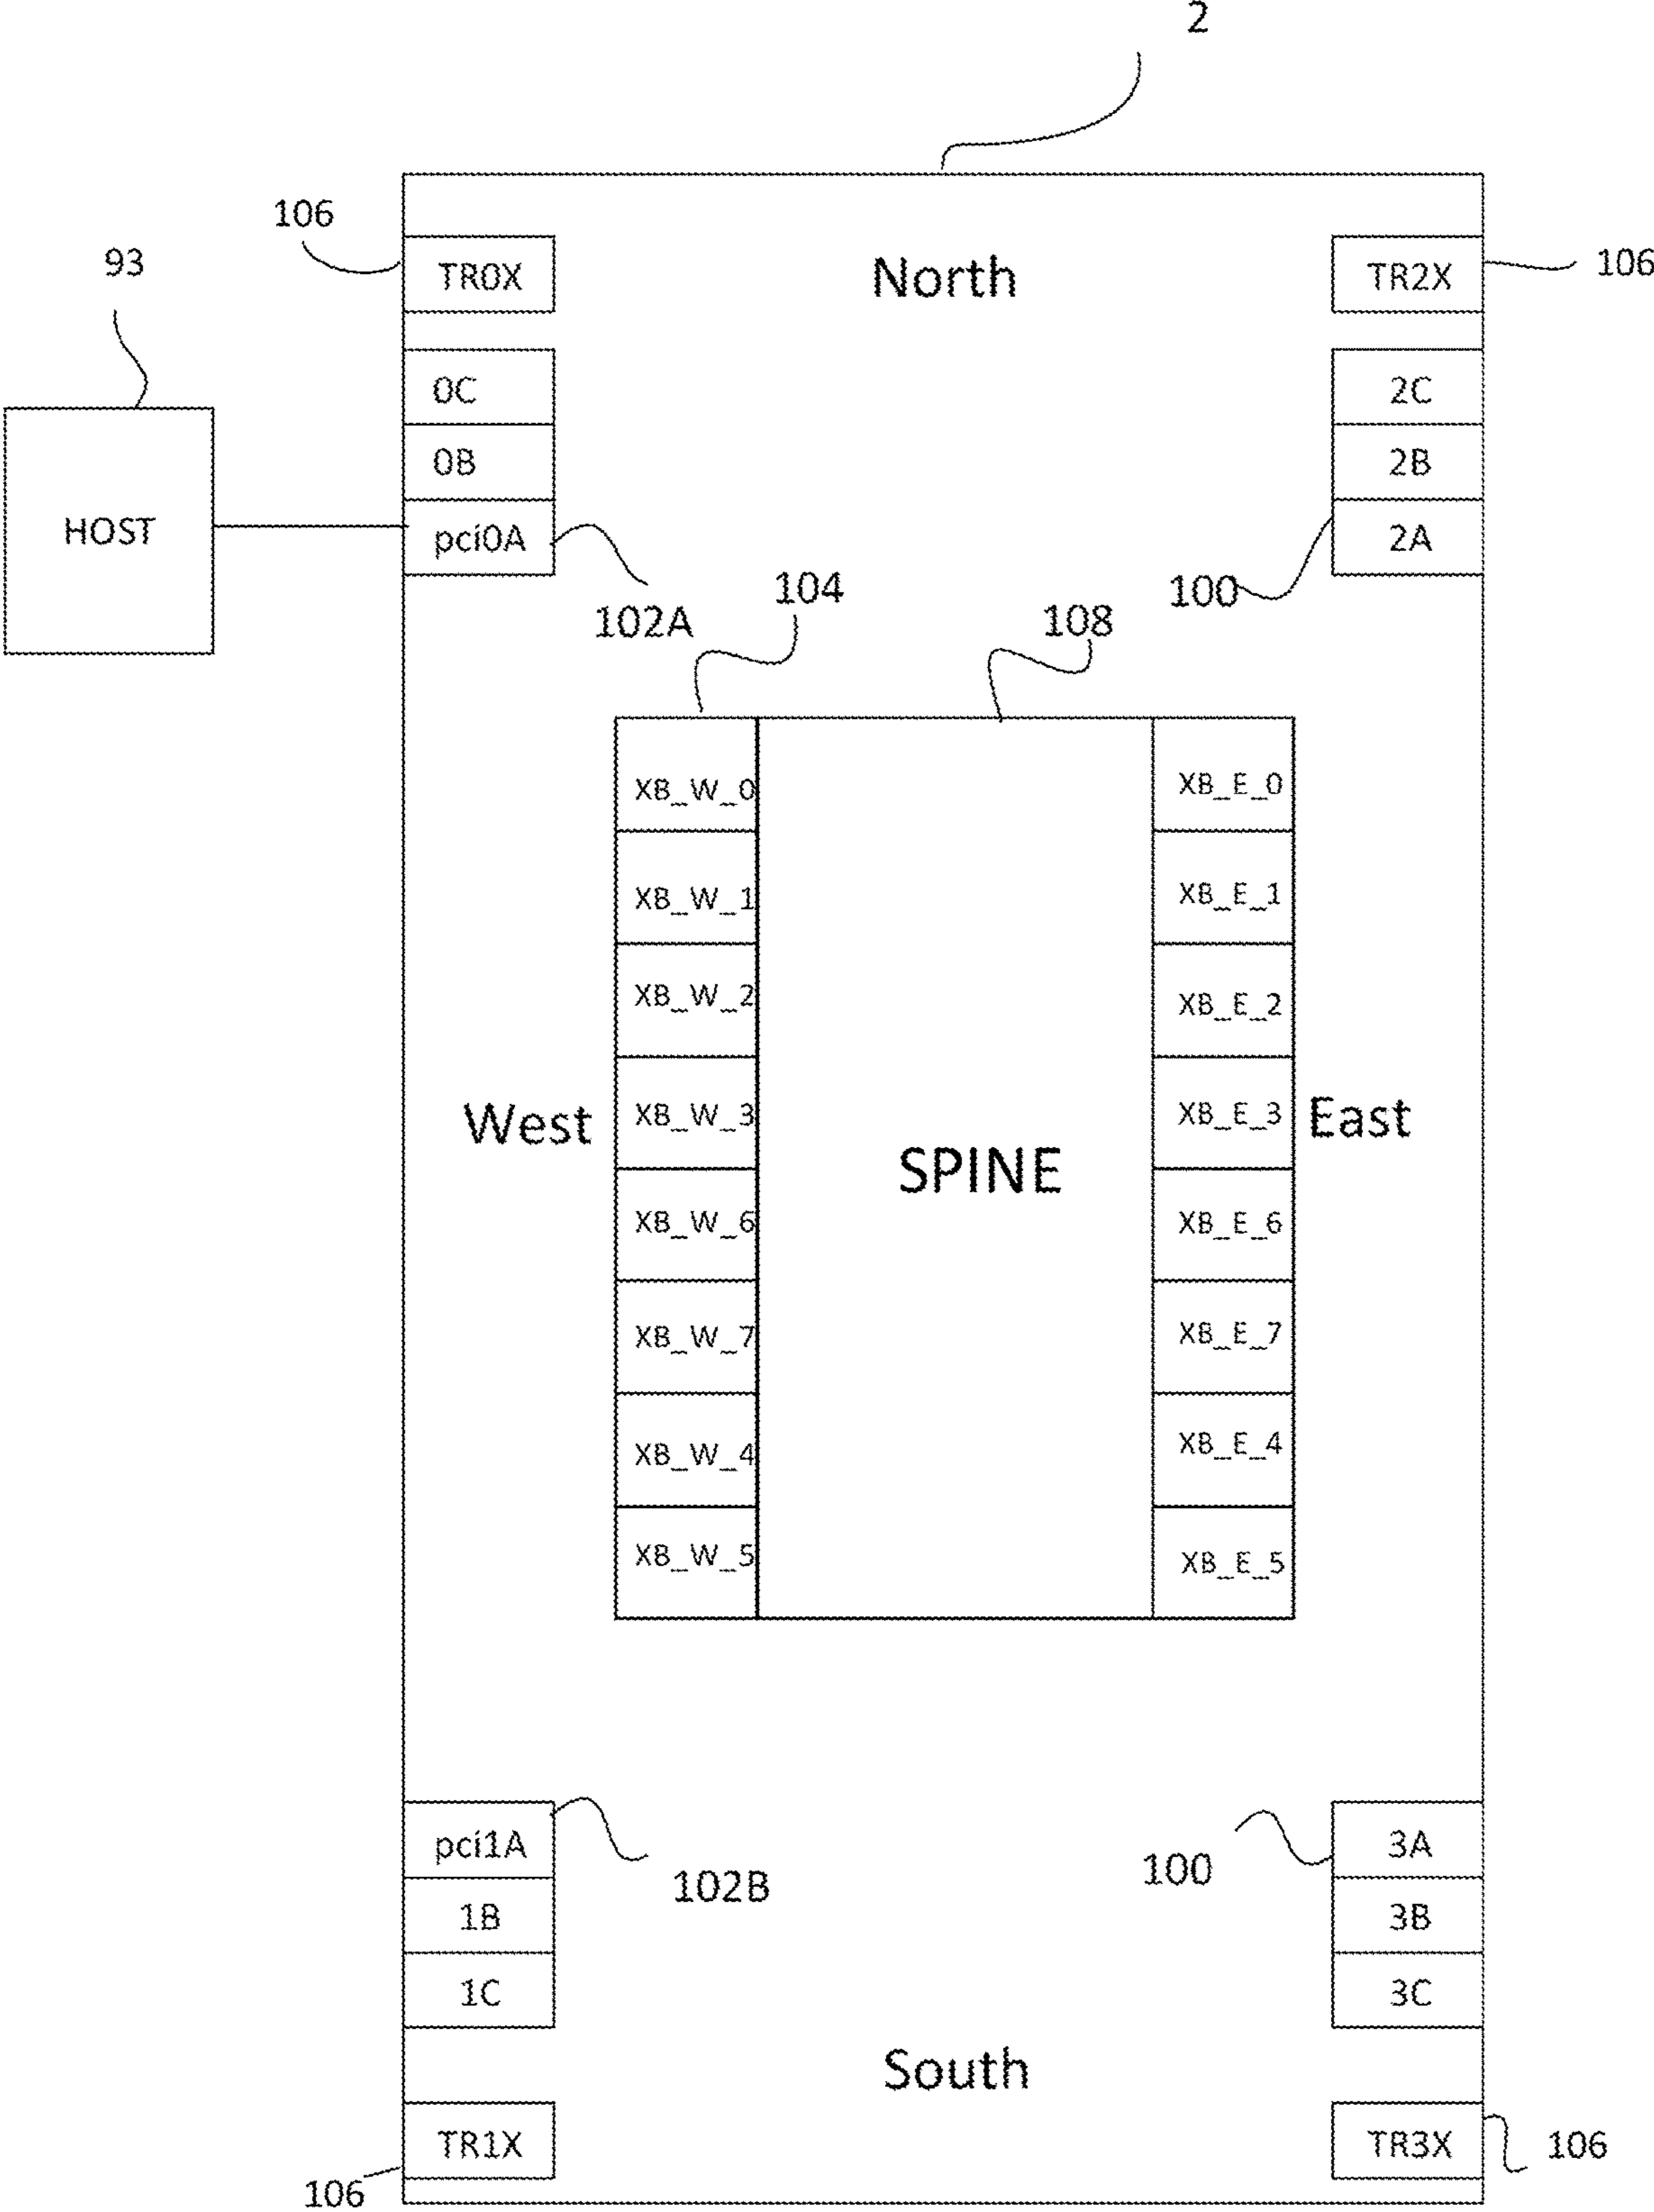 2
106
TR0X
North
TR2X
106
93
0C
2C
0B
2B
HOST
pci0A
2A
102A
104
100
108
XB_W_0
XB_E_0
XB_W_1
XB_E_1
XB_W_2
XB_E_2
West
XB_W_3
XB_E_3
East
SPINE
XB_W_6
XB_E_6
XB_W_7
XB_E_7
XB_W_4
XB_E_4
XB_W_5
XB_E_5
pci1A
3A
102B
100
1B
3B
1C
3C
South
TR1X
TR3X
106
106